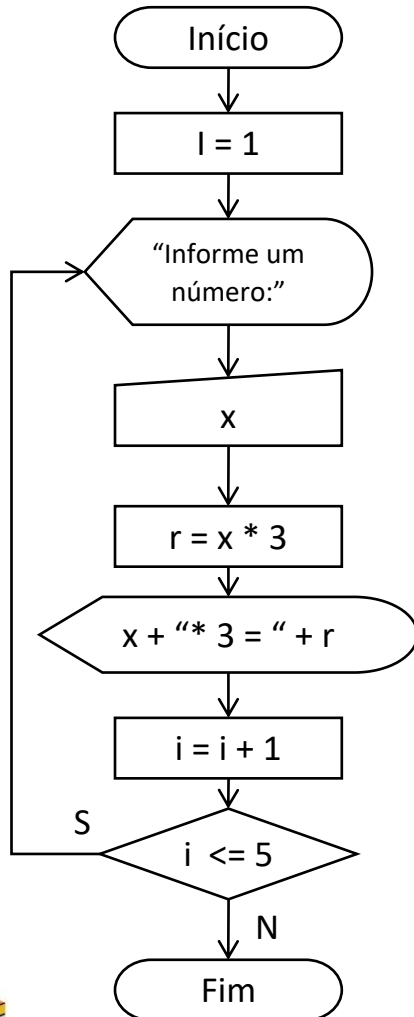 Início
I = 1
“Informe um
número:”
x
r = x * 3
x + “* 3 = “ + r
i = i + 1
S
i <= 5
N
Fim